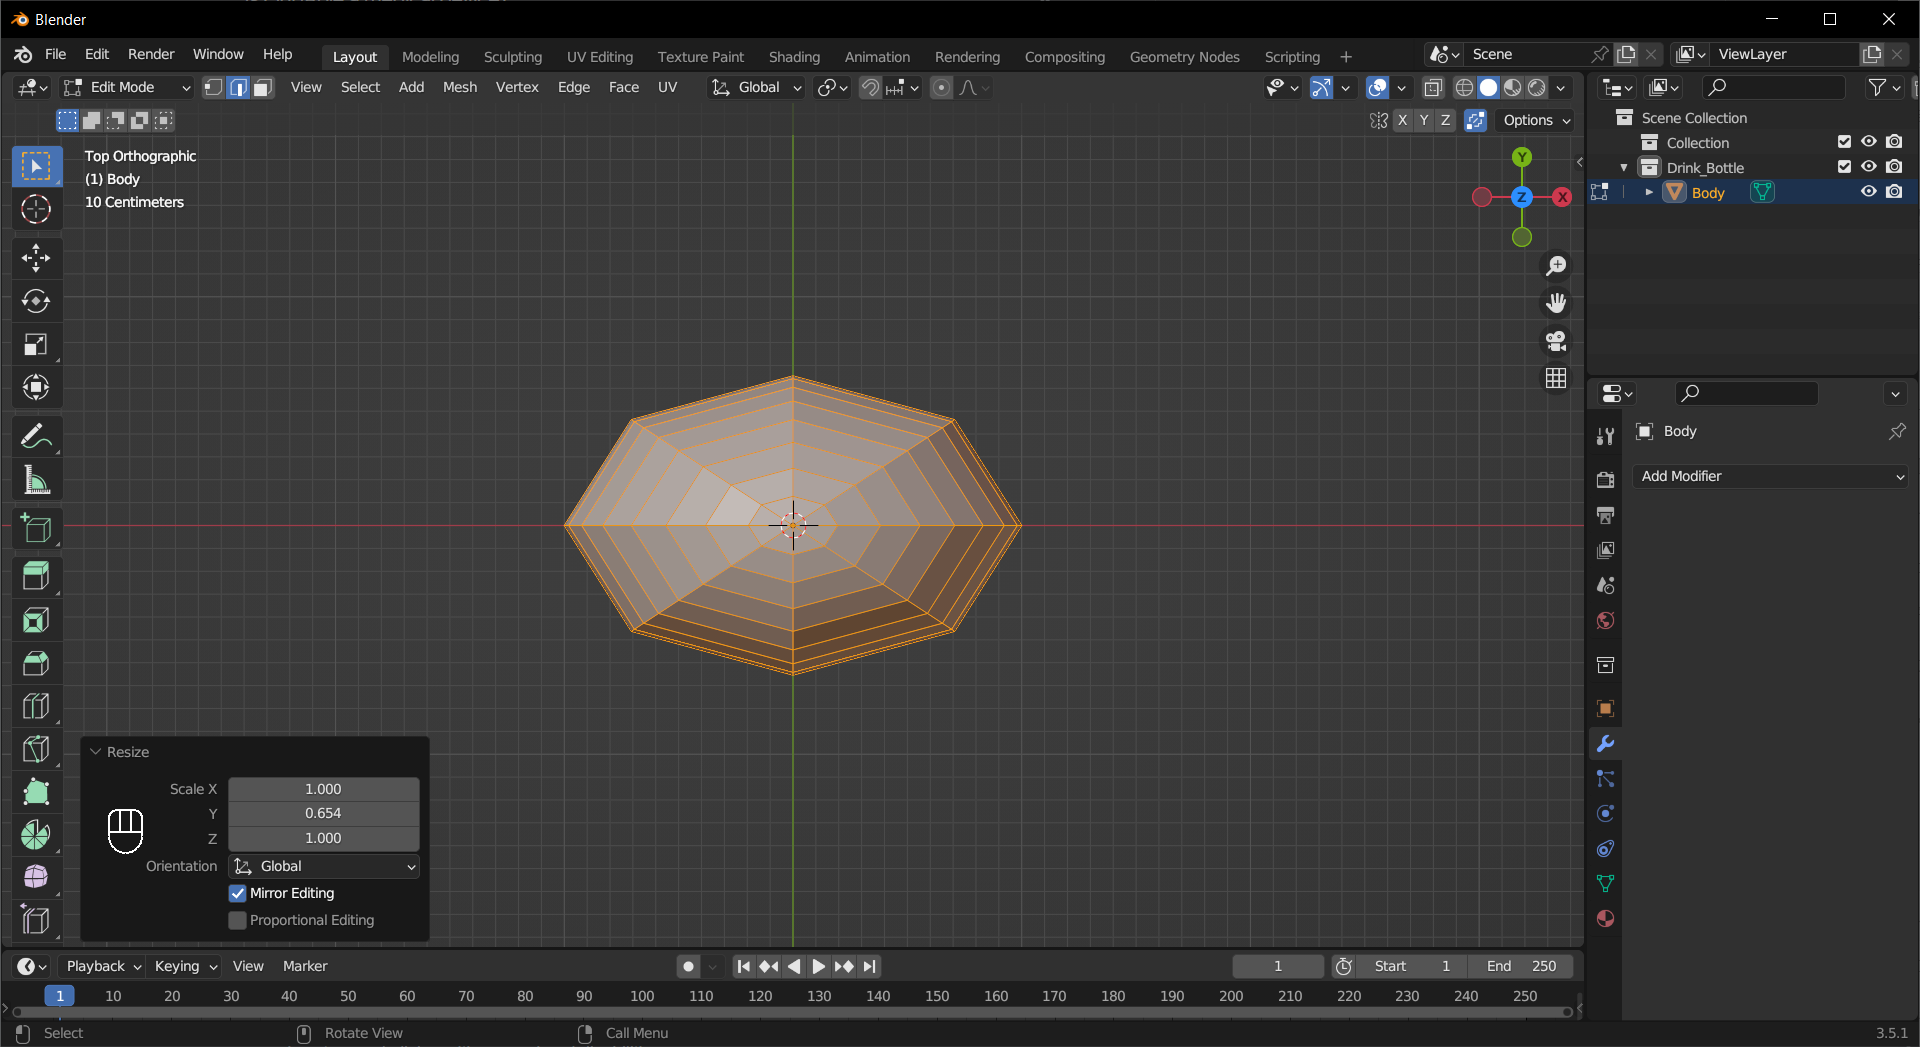 Blender
File Edit Render Window Help
Layout Modeling Sculpting UV Editing Texture Paint Shading Animation Rendering Compositing Geometry Nodes Scripting +
Scene
ViewLayer
Edit Mode
View Select Add Mesh Vertex Edge Face UV
Global
X Y Z
Options
Top Orthographic
(1) Body
10 Centimeters
Y
Z
X
Scene Collection
Collection
Drink_Bottle
Body
Body
Add Modifier
Resize
Scale X 1.000
Y 0.654
Z 1.000
Orientation Global
Mirror Editing
Proportional Editing
Playback Keying View Marker
1
Start 1
End 250
1 10 20 30 40 50 60 70 80 90 100 110 120 130 140 150 160 170 180 190 200 210 220 230 240 250
Select
Rotate View
Call Menu
3.5.1